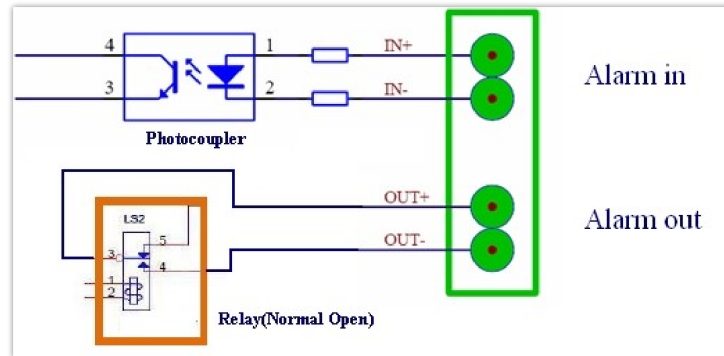 4 1 IN+
Alarm in
3 2 IN-
Photocoupler
OUT+
Alarm out
LS2
5
OUT-
3
4
1
2
Relay(Normal Open)